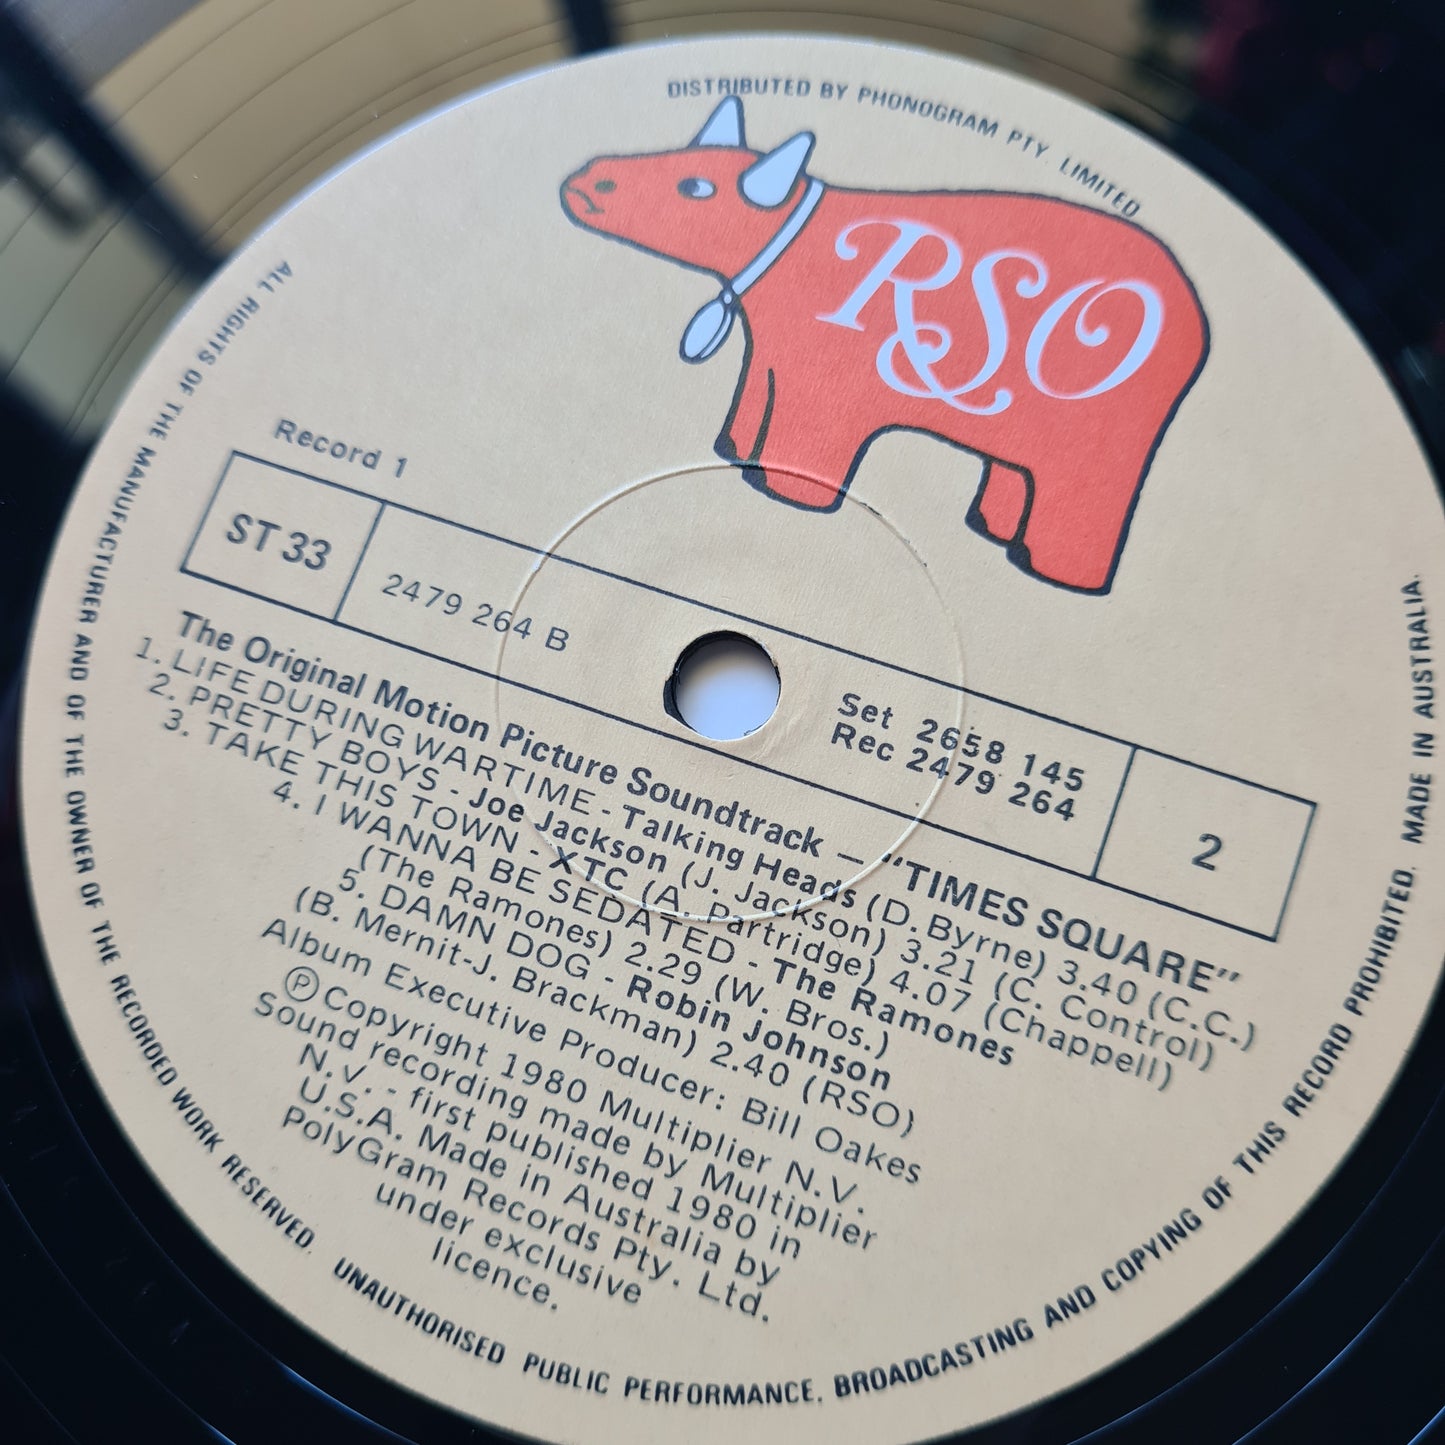 DISTRIBUTED BY PHONOGRAM PTY. LIMITED
RSO
Record 1
ST 33
2479 264 B
Set 2658 145
Rec 2479 264
2
The Original Motion Picture Soundtrack – "TIMES SQUARE"
1. LIFE DURING WARTIME - Talking Heads (D. Byrne) 3.40 (C.C.)
2. PRETTY BOYS - Joe Jackson (J. Jackson) 3.21 (C. Control)
3. TAKE THIS TOWN - XTC (A. Partridge) 4.07 (Chappell)
4. I WANNA BE SEDATED - The Ramones
(The Ramones) 2.29 (W. Bros.)
5. DAMN DOG - Robin Johnson
(B. Mernit-J. Brackman) 2.40 (RSO)
Album Executive Producer: Bill Oakes
Ⓟ Copyright 1980 Multiplier N.V.
Sound recording made by Multiplier
N.V. - first published 1980 in
U.S.A. Made in Australia by
PolyGram Records Pty. Ltd.
under exclusive
licence.
ALL RIGHTS OF THE MANUFACTURER AND OF THE OWNER OF THE RECORDED WORK RESERVED. UNAUTHORISED PUBLIC PERFORMANCE, BROADCASTING AND COPYING OF THIS RECORD PROHIBITED. MADE IN AUSTRALIA.